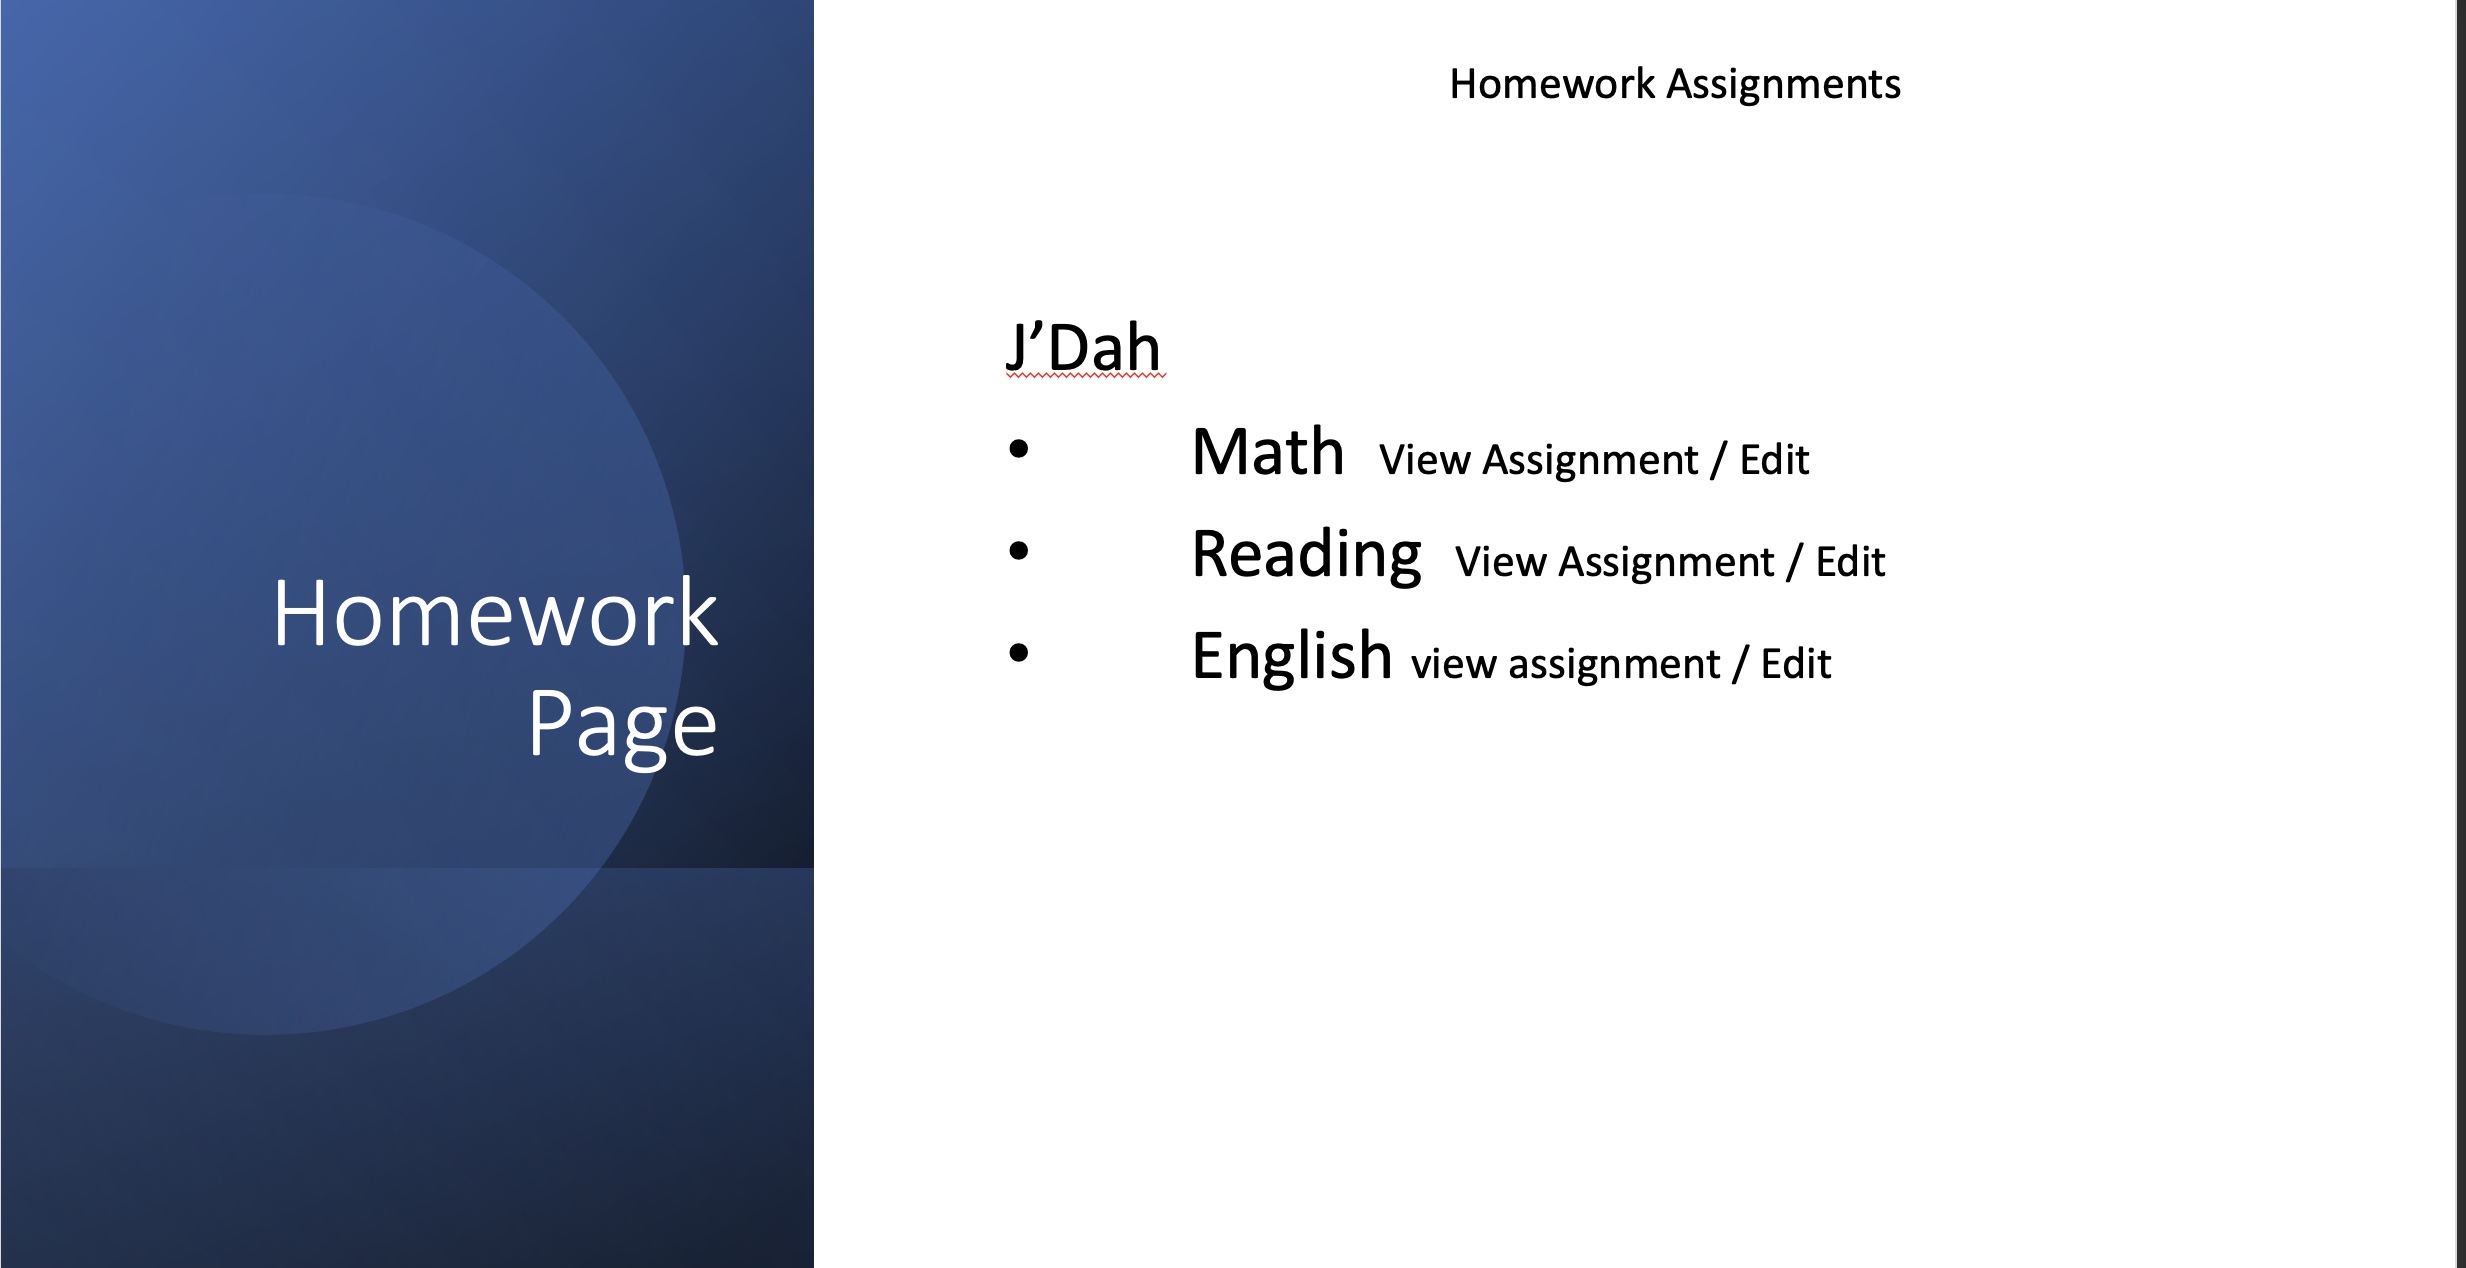 Homework
Page
Homework Assignments
J’Dah
• Math View Assignment / Edit
• Reading View Assignment / Edit
• English view assignment / Edit